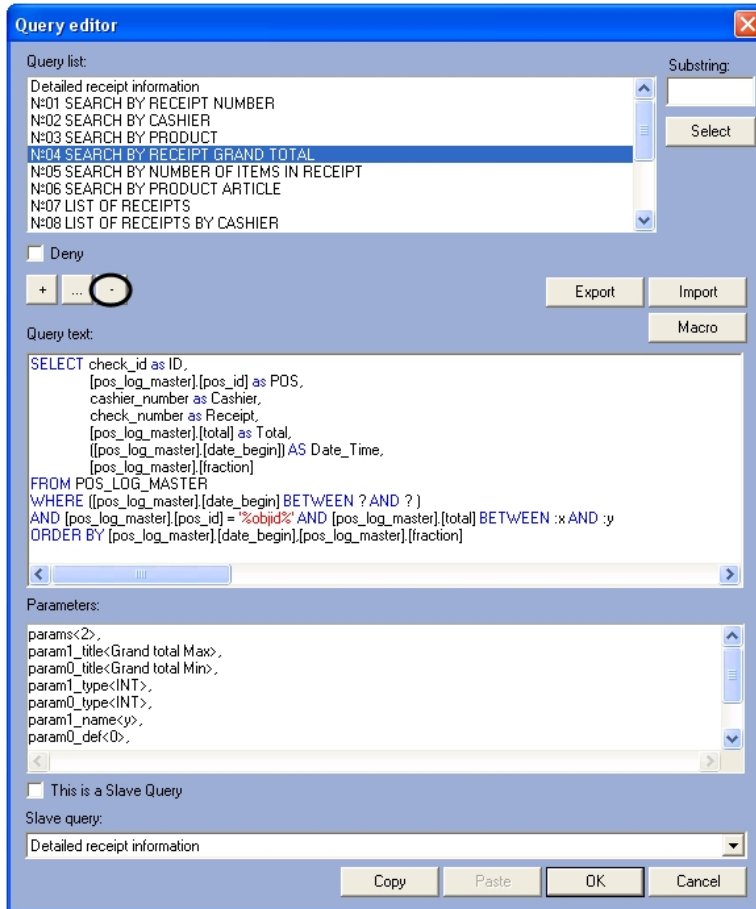 Query editor
Query list:
Substring:
Detailed receipt information
№01 SEARCH BY RECEIPT NUMBER
№02 SEARCH BY CASHIER
№03 SEARCH BY PRODUCT
Select
№04 SEARCH BY RECEIPT GRAND TOTAL
№05 SEARCH BY NUMBER OF ITEMS IN RECEIPT
№06 SEARCH BY PRODUCT ARTICLE
№07 LIST OF RECEIPTS
№08 LIST OF RECEIPTS BY CASHIER
Deny
+ ... -
Export Import
Macro
Query text:
SELECT check_id as ID,
[pos_log_master].[pos_id] as POS,
cashier_number as Cashier,
check_number as Receipt,
[pos_log_master].[total] as Total,
([pos_log_master].[date_begin]) AS Date_Time,
[pos_log_master].[fraction]
FROM POS_LOG_MASTER
WHERE ([pos_log_master].[date_begin] BETWEEN ? AND ? )
AND [pos_log_master].[pos_id] = '%objid%' AND [pos_log_master].[total] BETWEEN :x AND :y
ORDER BY [pos_log_master].[date_begin],[pos_log_master].[fraction]
Parameters:
params<2>,
param1_title<Grand total Max>,
param0_title<Grand total Min>,
param1_type<INT>,
param0_type<INT>,
param1_name<y>,
param0_def<0>,
This is a Slave Query
Slave query:
Detailed receipt information
Copy Paste OK Cancel